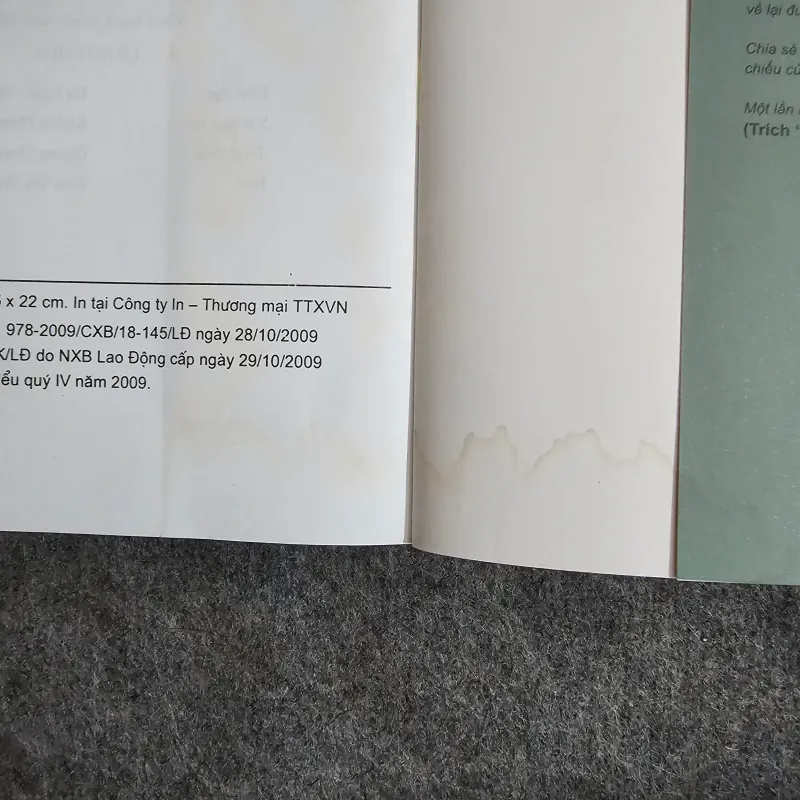 x 22 cm. In tại Công ty In – Thương mại TTXVN
978-2009/CXB/18-145/LĐ ngày 28/10/2009
K/LĐ do NXB Lao Động cấp ngày 29/10/2009
iểu quý IV năm 2009.
về lại
Chia sẻ
chiều
Một lần
(Trích